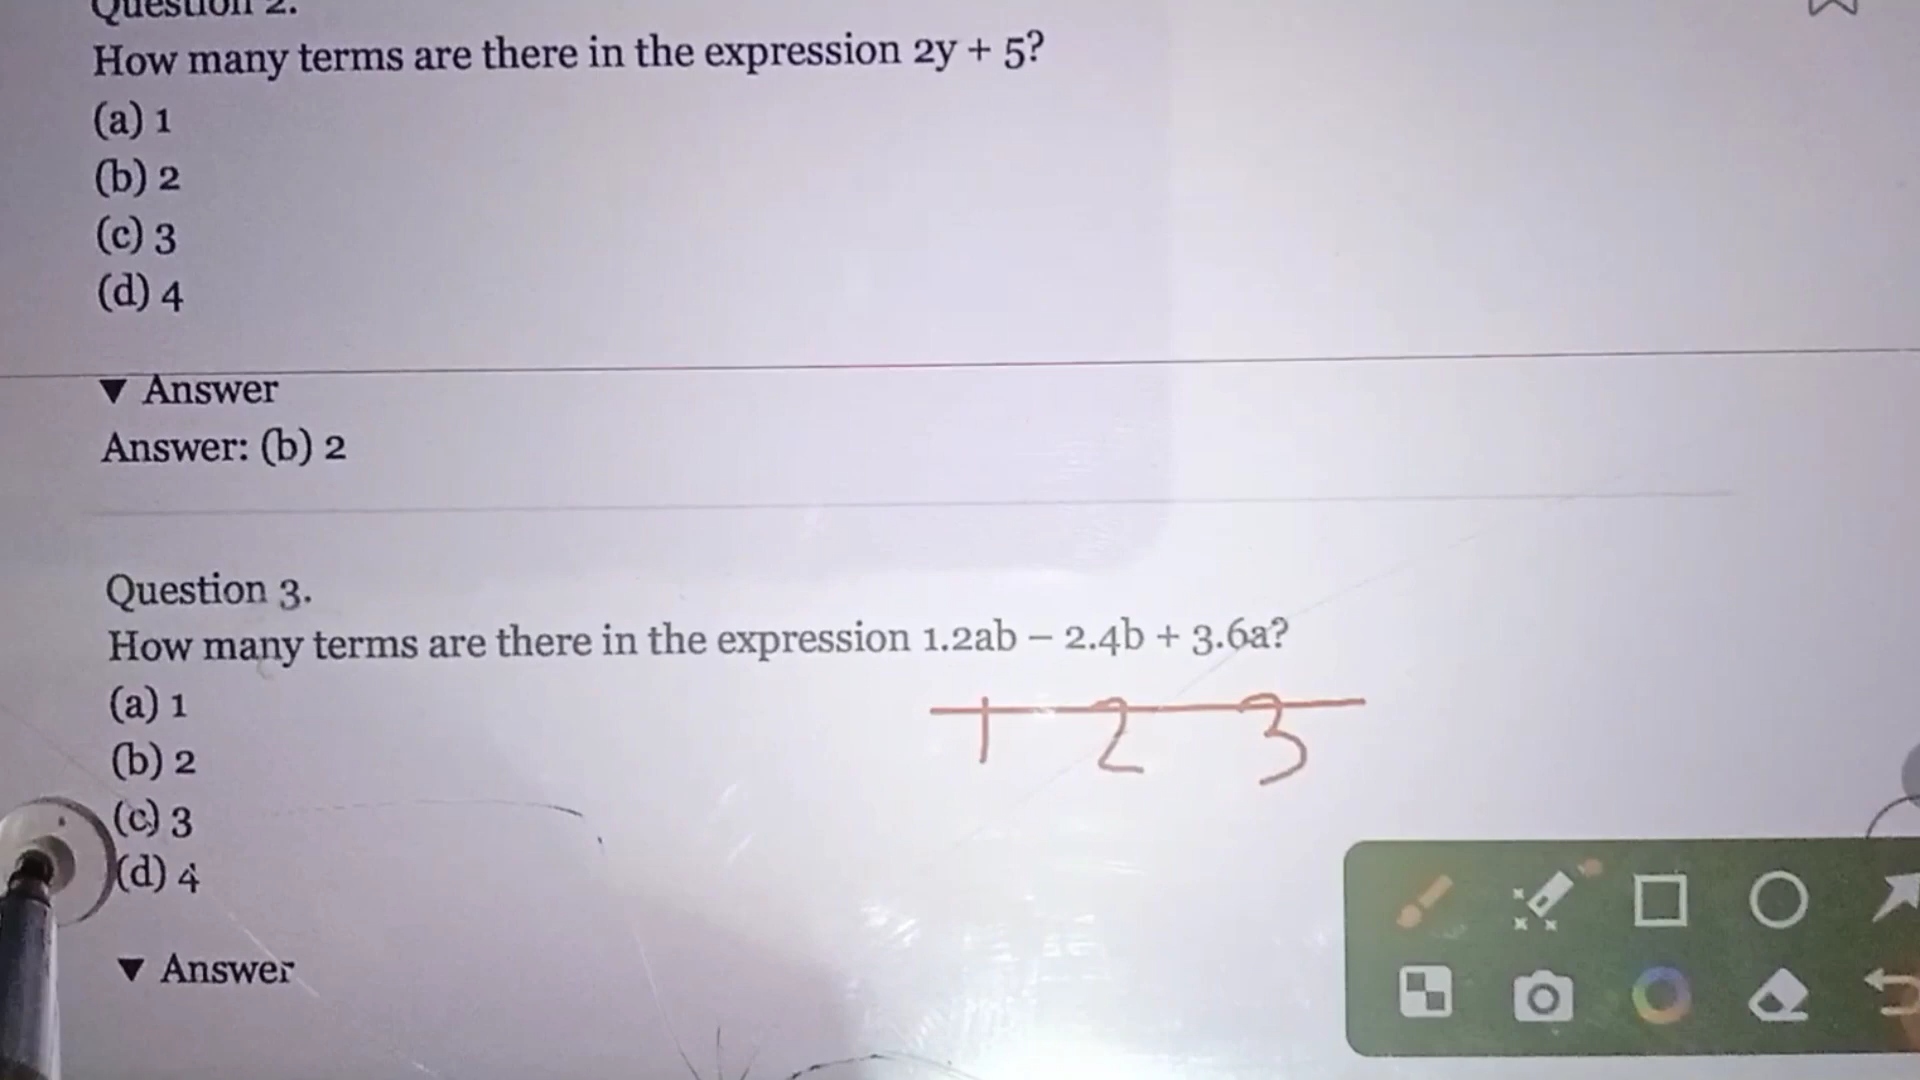 Question 2.
How many terms are there in the expression 2y + 5?
(a) 1
(b) 2
(c) 3
(d) 4
▼ Answer
Answer: (b) 2
Question 3.
How many terms are there in the expression 1.2ab – 2.4b + 3.6a?
(a) 1
1 2 3
(b) 2
(c) 3
(d) 4
▼ Answer